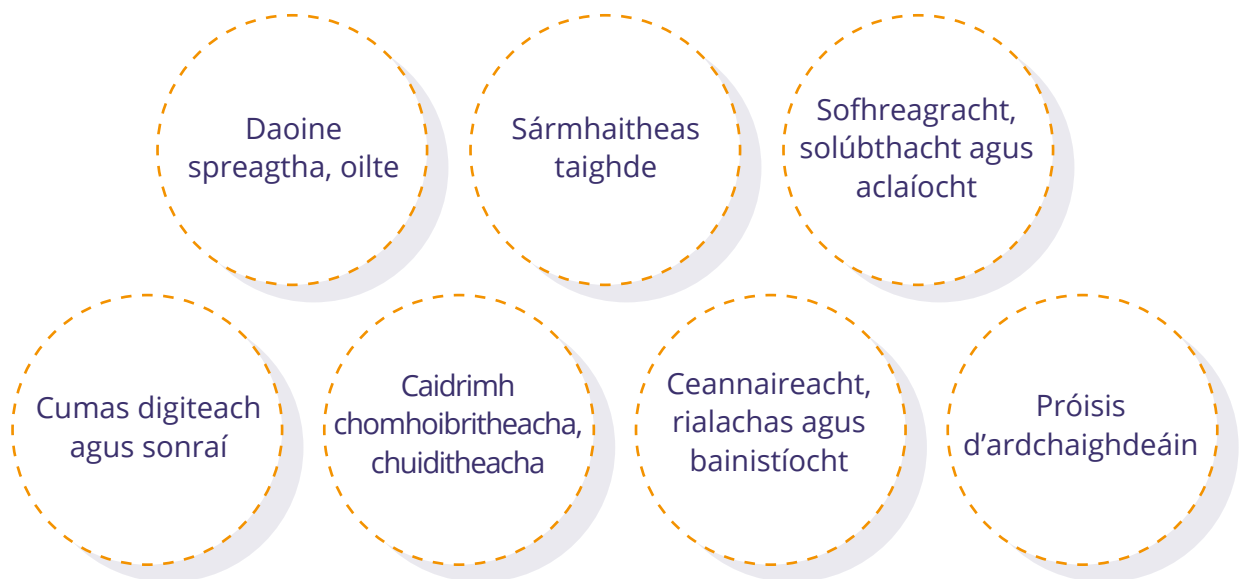 Daoine
spreagtha, oilte
Sármhaitheas
taighde
Sofhreagracht,
solúbthacht agus
aclaíocht
Cumas digiteach
agus sonraí
Caidrimh
chomhoibritheacha,
chuiditheacha
Ceannaireacht,
rialachas agus
bainistíocht
Próisis
d’ardchaighdeáin